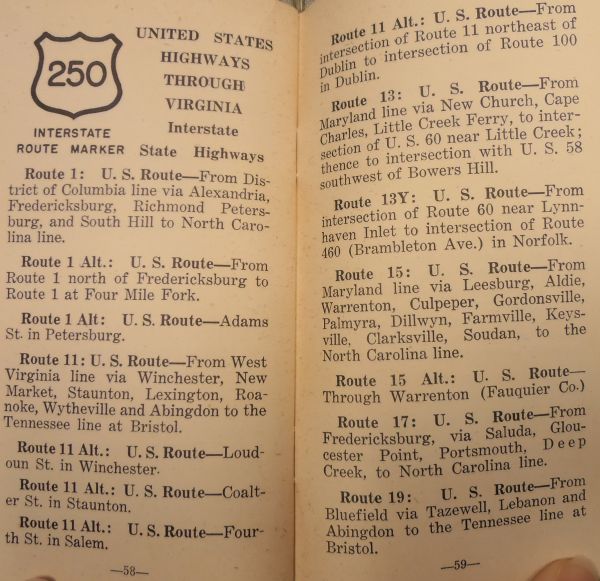 250
INTERSTATE
ROUTE MARKER
UNITED STATES
HIGHWAYS
THROUGH
VIRGINIA
Interstate
State Highways
Route 1: U. S. Route—From Dis-
trict of Columbia line via Alexandria,
Fredericksburg, Richmond Peters-
burg, and South Hill to North Caro-
lina line.
Route 1 Alt.: U. S. Route—From
Route 1 north of Fredericksburg to
Route 1 at Four Mile Fork.
Route 1 Alt: U. S. Route—Adams
St. in Petersburg.
Route 11: U. S. Route—From West
Virginia line via Winchester, New
Market, Staunton, Lexington, Roa-
noke, Wytheville and Abingdon to the
Tennessee line at Bristol.
Route 11 Alt.: U. S. Route—Loud-
oun St. in Winchester.
Route 11 Alt.: U. S. Route—Coalt-
er St. in Staunton.
Route 11 Alt.: U. S. Route—Four-
th St. in Salem.
—58—
Route 11 Alt.: U. S. Route—From
intersection of Route 11 northeast of
Dublin to intersection of Route 100
in Dublin.
Route 13: U. S. Route—From
Maryland line via New Church, Cape
Charles, Little Creek Ferry, to inter-
section of U. S. 60 near Little Creek;
thence to intersection with U. S. 58
southwest of Bowers Hill.
Route 13Y: U. S. Route—From
intersection of Route 60 near Lynn-
haven Inlet to intersection of Route
460 (Brambleton Ave.) in Norfolk.
Route 15: U. S. Route—From
Maryland line via Leesburg, Aldie,
Warrenton, Culpeper, Gordonsville,
Palmyra, Dillwyn, Farmville, Keys-
ville, Clarksville, Soudan, to the
North Carolina line.
Route 15 Alt.: U. S. Route—
Through Warrenton (Fauquier Co.)
Route 17: U. S. Route—From
Fredericksburg, via Saluda, Glou-
cester Point, Portsmouth, Deep
Creek, to North Carolina line.
Route 19: U. S. Route—From
Bluefield via Tazewell, Lebanon and
Abingdon to the Tennessee line at
Bristol.
—59—